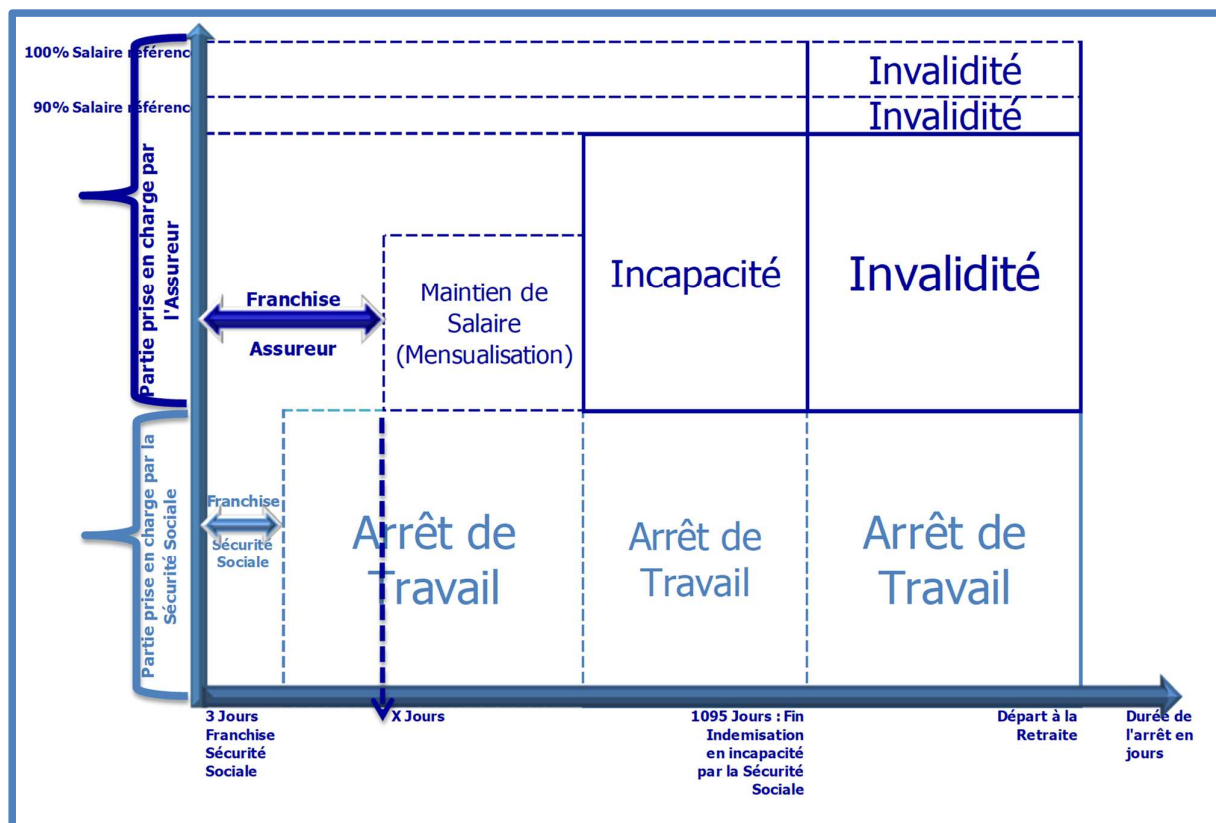 100% Salaire référenc
90% Salaire référenc
Partie prise en charge par
l'Assureur
Partie prise en charge par la
Sécurité Sociale
Invalidité
Invalidité
Franchise
Assureur
Maintien de
Salaire
(Mensualisation)
Incapacité
Invalidité
Franchise
Sécurité
Sociale
Arrêt de
Travail
Arrêt de
Travail
Arrêt de
Travail
3 Jours
Franchise
Sécurité
Sociale
X Jours
1095 Jours : Fin
Indemisation
en incapacité
par la Sécurité
Sociale
Départ à la
Retraite
Durée de
l'arrêt en
jours